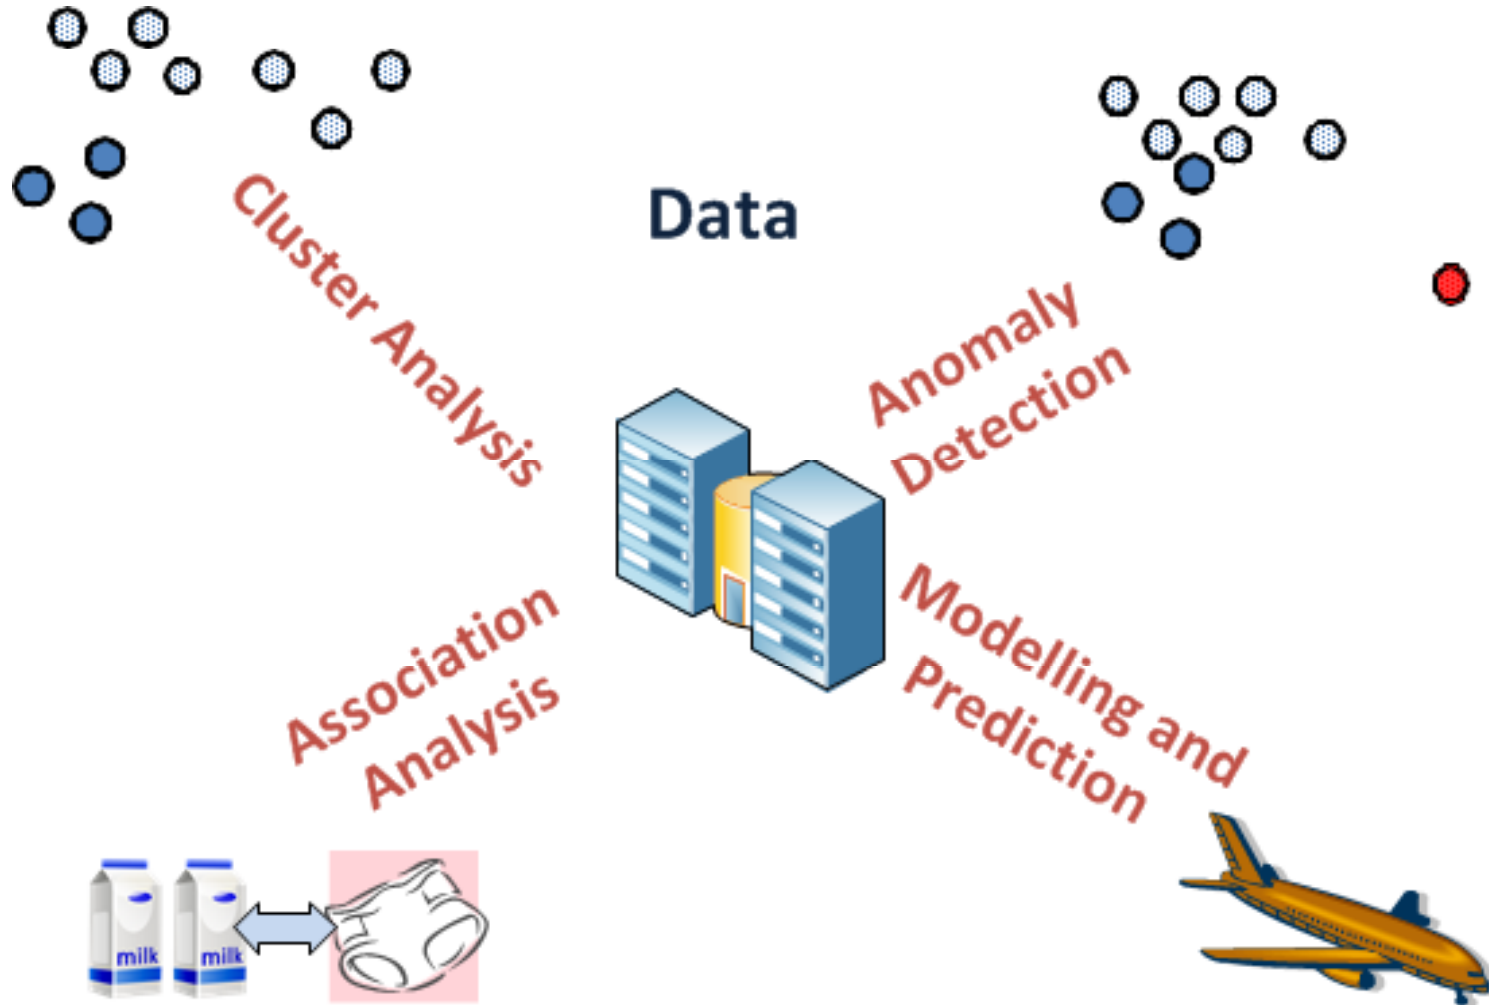 Data
Cluster Analysis
Anomaly
Detection
Association
Analysis
Modelling and
Prediction
milk
milk